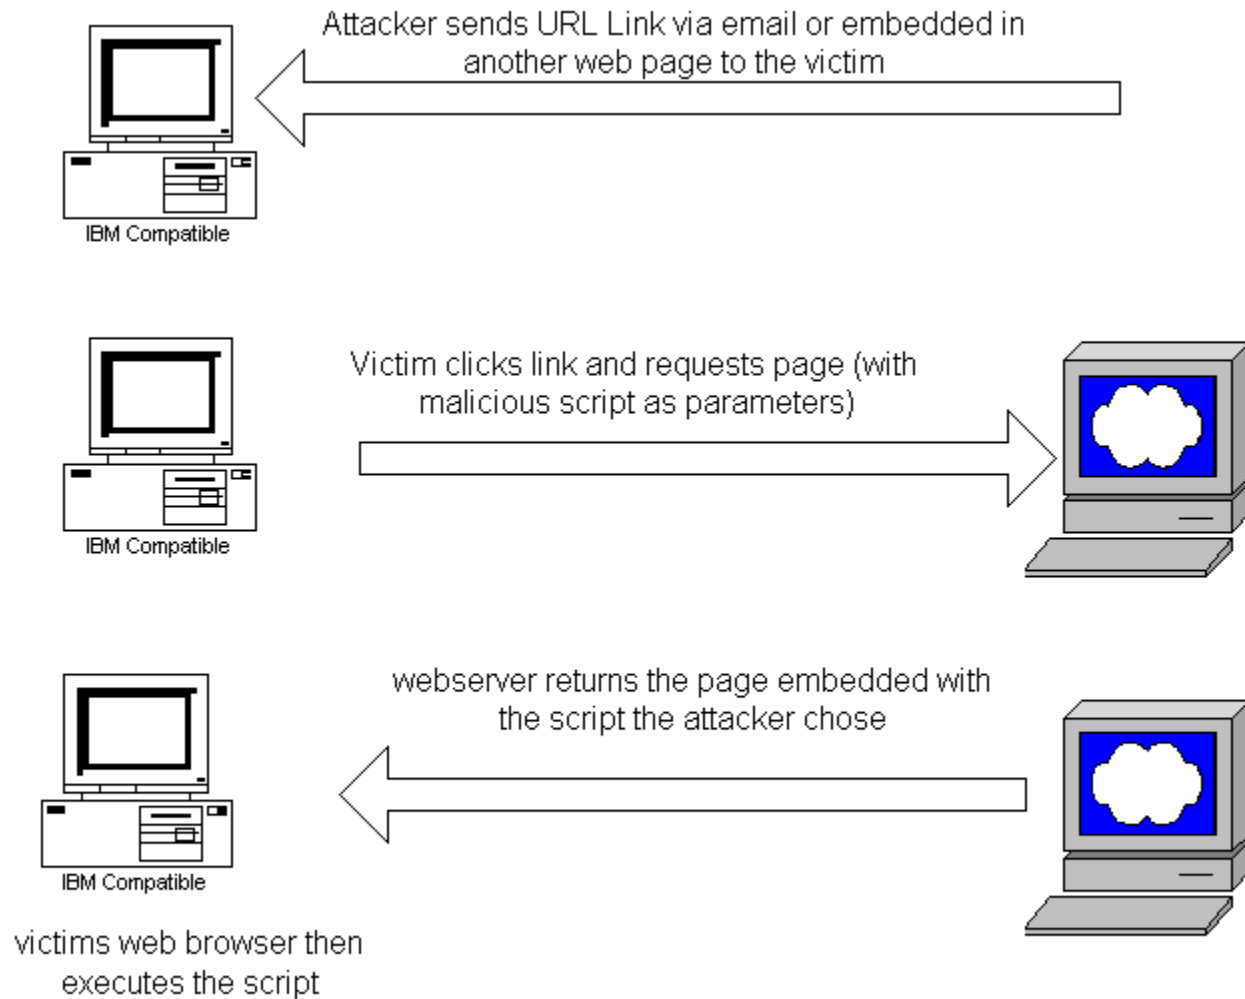 Attacker sends URL Link via email or embedded in
another web page to the victim
IBM Compatible
Victim clicks link and requests page (with
malicious script as parameters)
IBM Compatible
webserver returns the page embedded with
the script the attacker chose
IBM Compatible
victims web browser then
executes the script